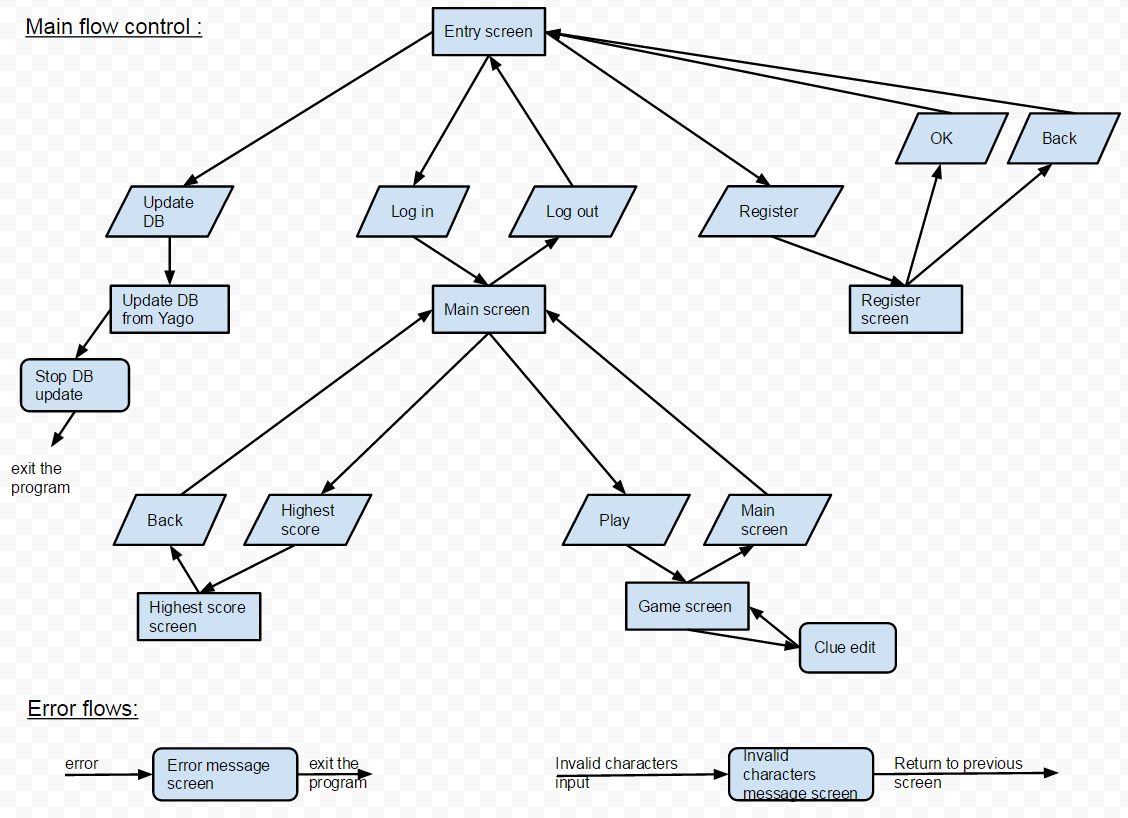 Main flow control :
Entry screen
OK
Back
Update
DB
Log in
Log out
Register
Update DB
from Yago
Main screen
Register
screen
Stop DB
update
exit the
program
Back
Highest
score
Play
Main
screen
Highest score
screen
Game screen
Clue edit
Error flows:
error
Error message
screen
exit the
program
Invalid characters
input
Invalid
characters
message screen
Return to previous
screen